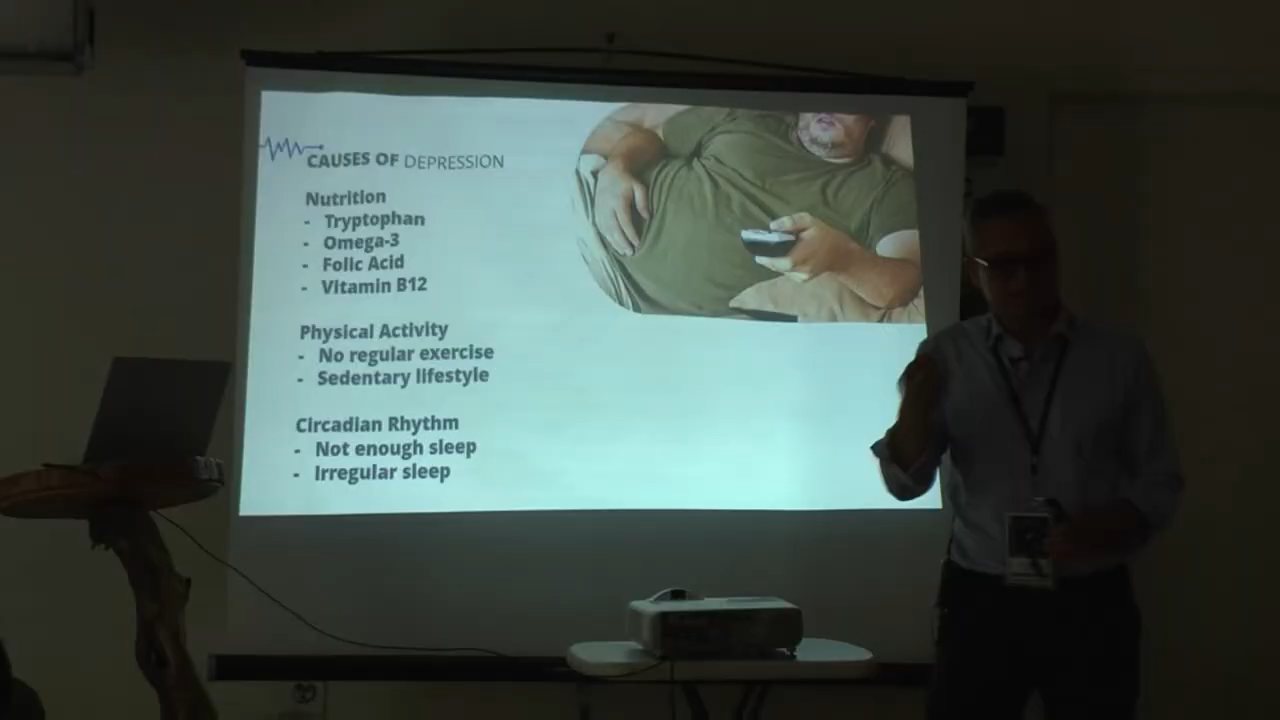 CAUSES OF DEPRESSION
Nutrition
- Tryptophan
- Omega-3
- Folic Acid
- Vitamin B12
Physical Activity
- No regular exercise
- Sedentary lifestyle
Circadian Rhythm
- Not enough sleep
- Irregular sleep